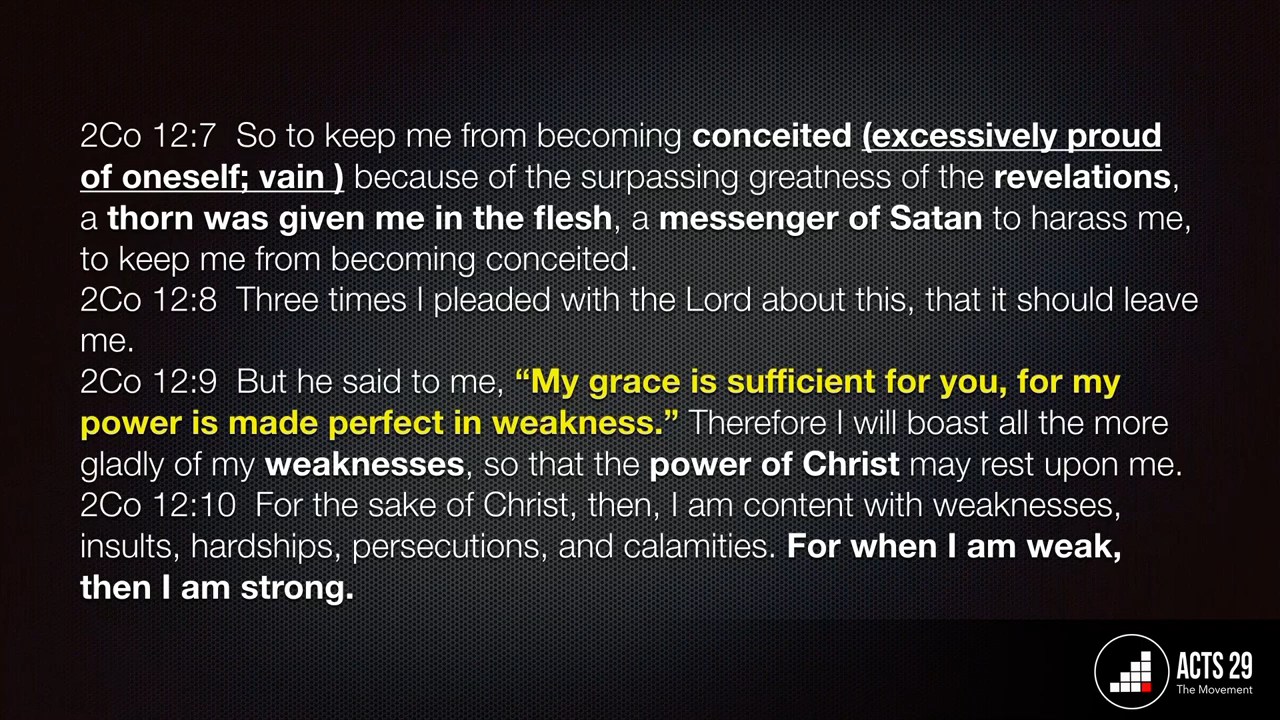 2Co 12:7  So to keep me from becoming conceited (excessively proud
of oneself; vain ) because of the surpassing greatness of the revelations,
a thorn was given me in the flesh, a messenger of Satan to harass me,
to keep me from becoming conceited.
2Co 12:8  Three times I pleaded with the Lord about this, that it should leave
me.
2Co 12:9  But he said to me, “My grace is sufficient for you, for my
power is made perfect in weakness.” Therefore I will boast all the more
gladly of my weaknesses, so that the power of Christ may rest upon me.
2Co 12:10  For the sake of Christ, then, I am content with weaknesses,
insults, hardships, persecutions, and calamities. For when I am weak,
then I am strong.
ACTS 29
The Movement